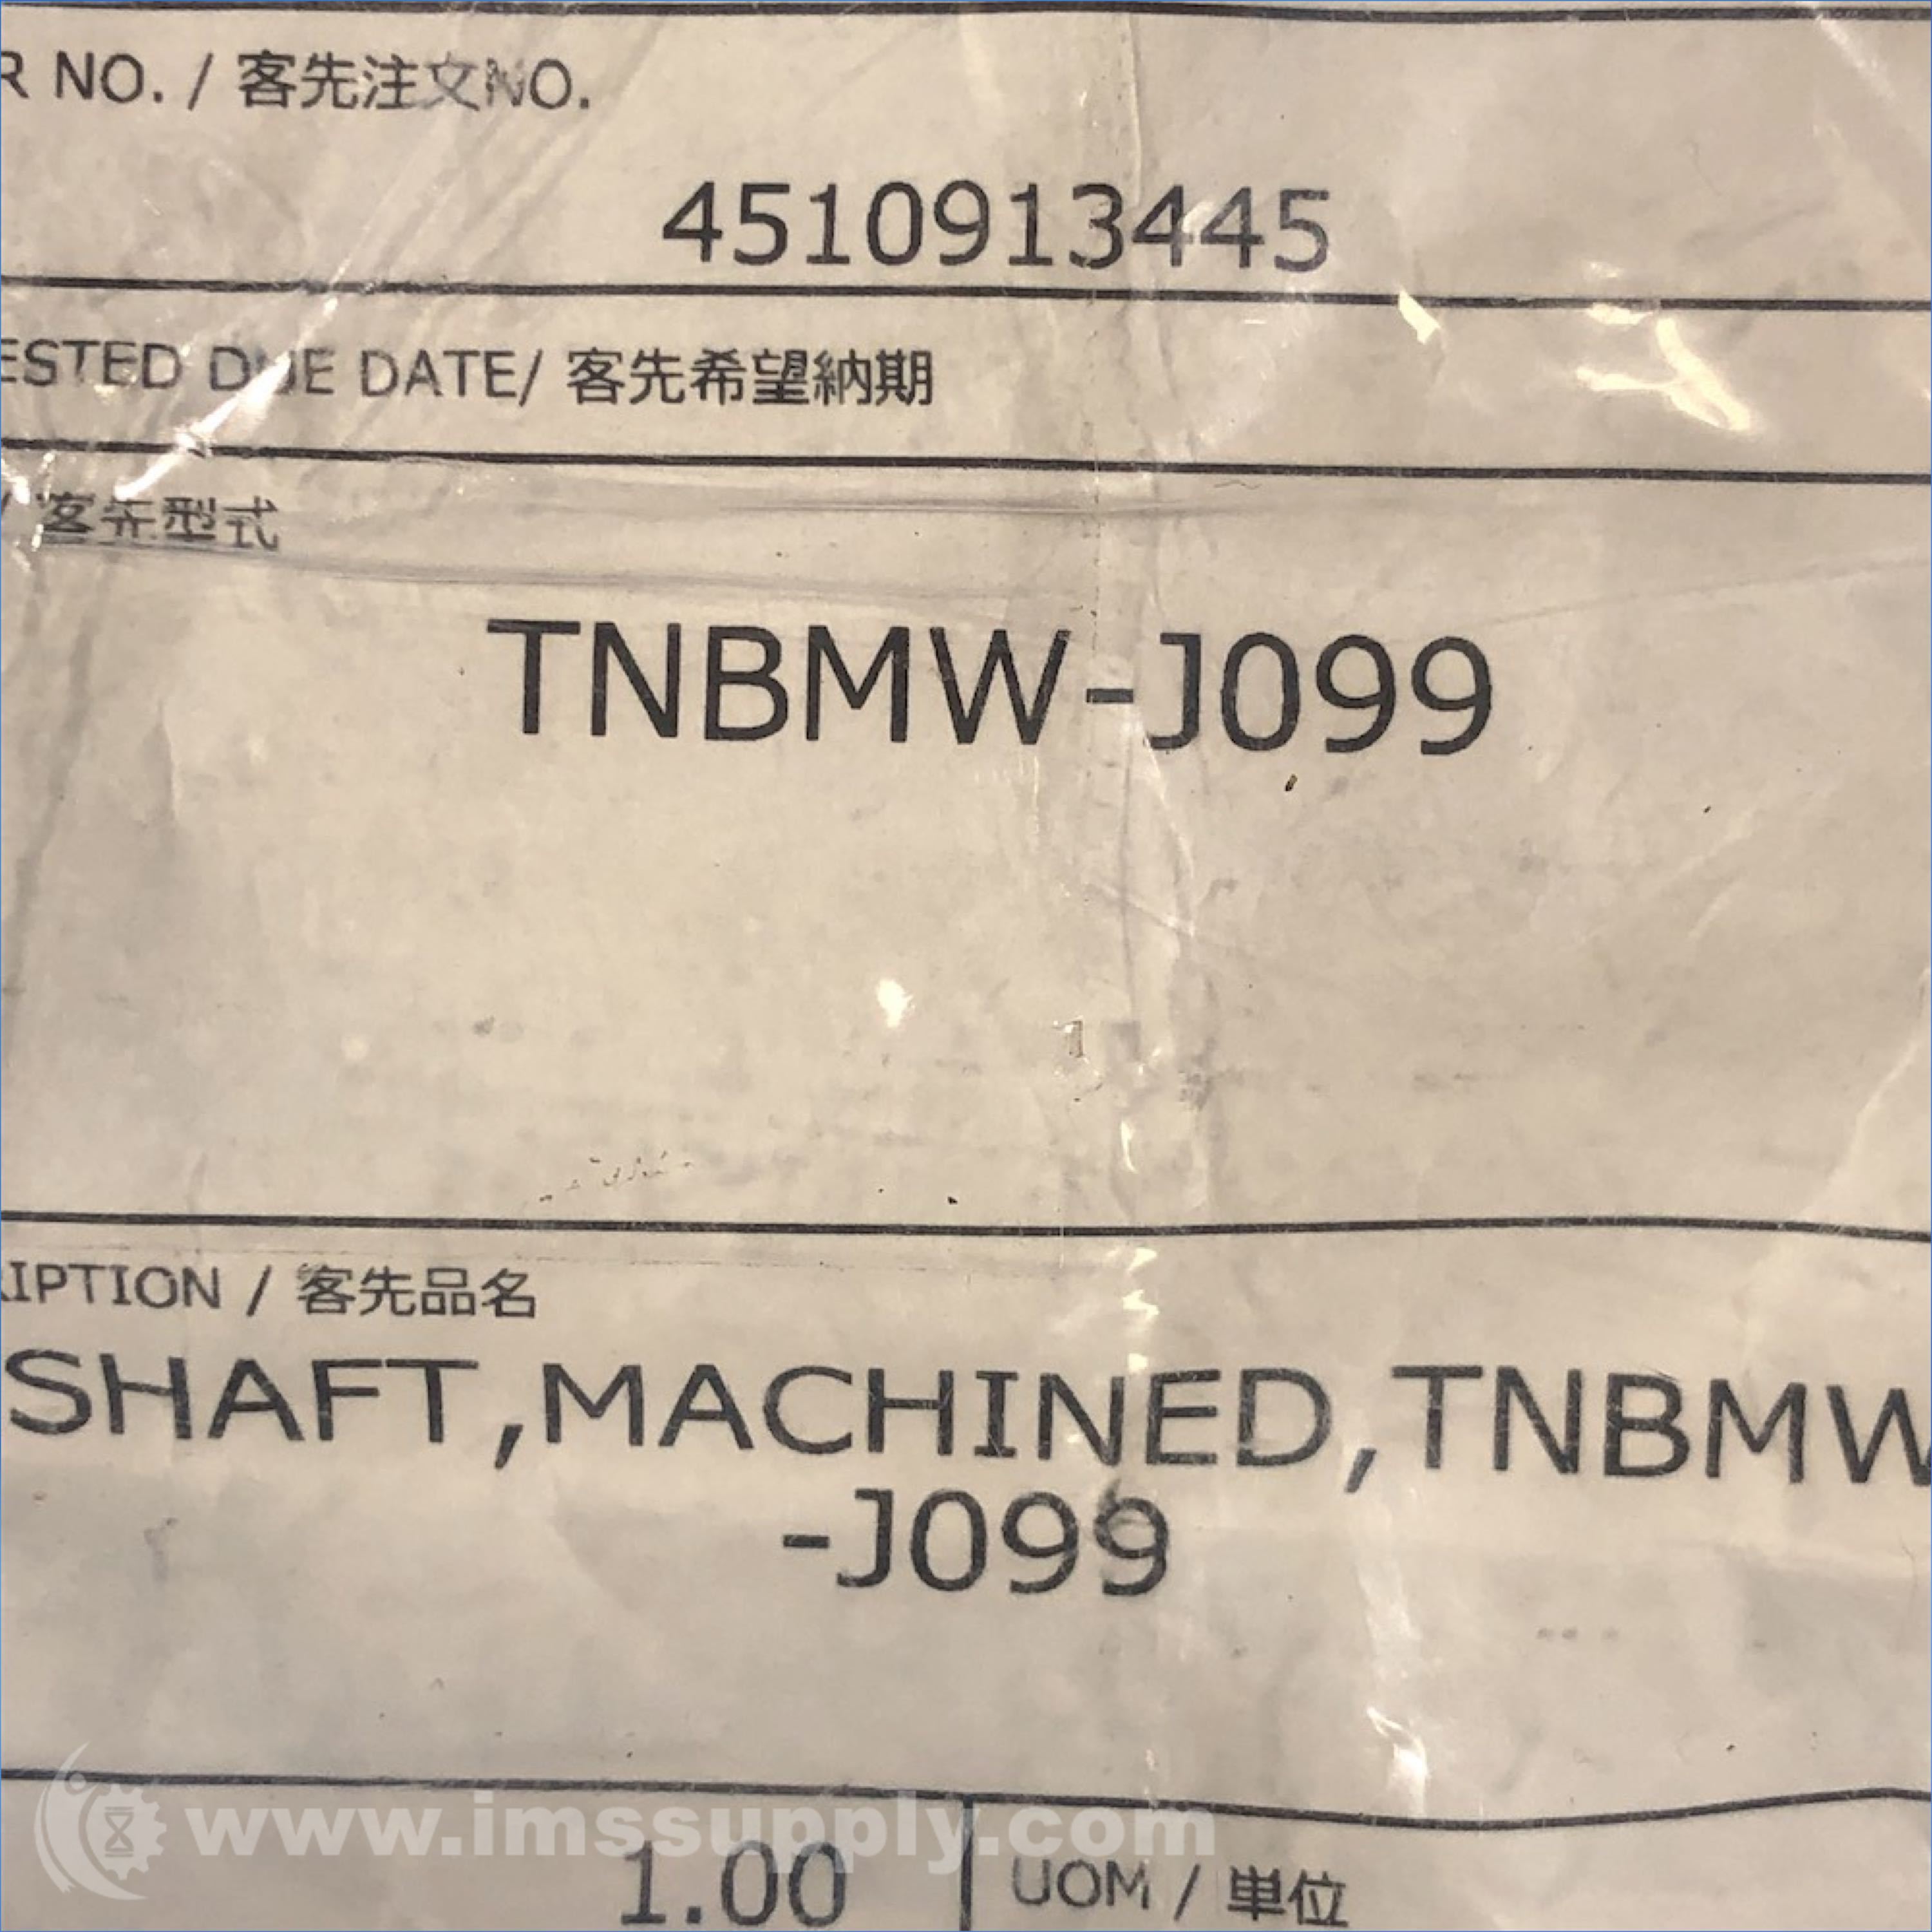 R NO. / 客先注文NO.
4510913445
ESTED DUE DATE/ 客先希望納期
/ 客先型式
TNBMW-J099
RIPTION / 客先品名
SHAFT,MACHINED,TNBMW
-J099
www.imssupply.com
1.00
UOM / 単位